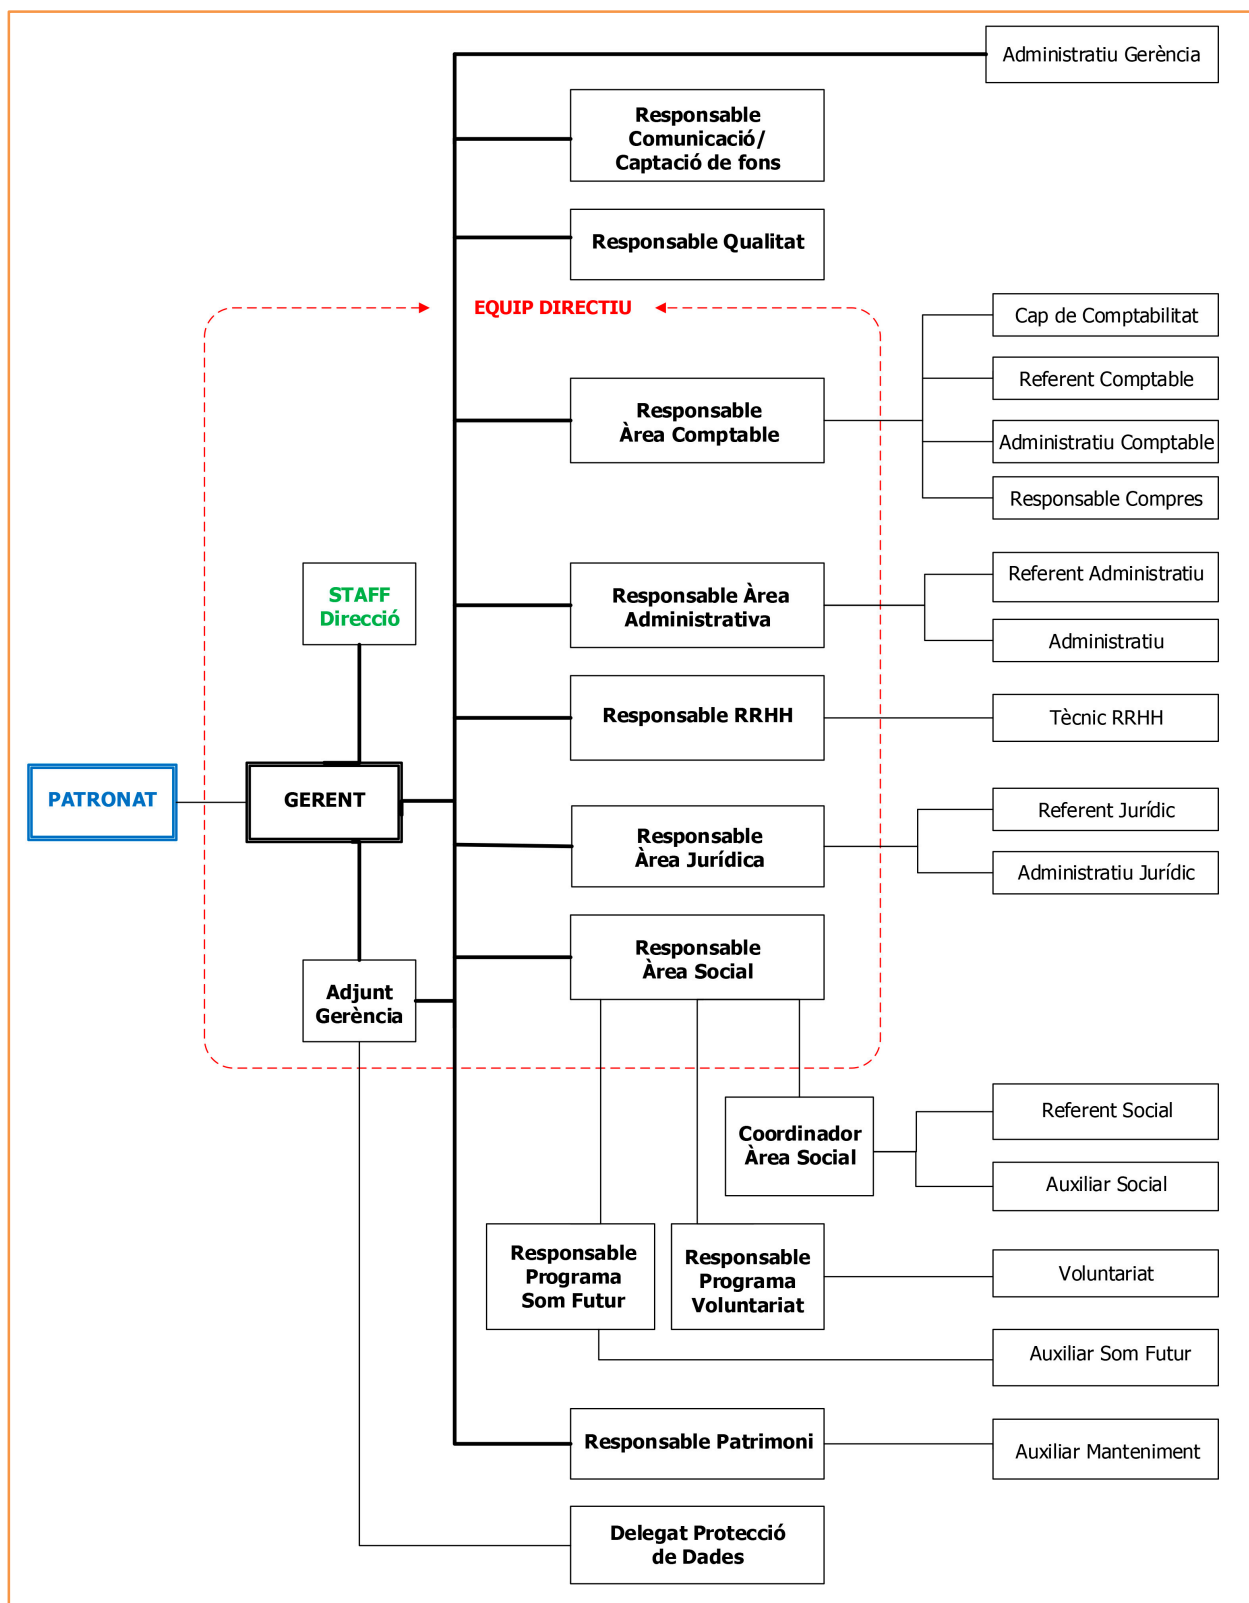 Administratiu Gerència
Responsable
Comunicació/
Captació de fons
Responsable Qualitat
EQUIP DIRECTIU
Cap de Comptabilitat
Referent Comptable
Responsable
Àrea Comptable
Administratiu Comptable
Responsable Compres
STAFF
Direcció
Responsable Àrea
Administrativa
Referent Administratiu
Administratiu
Responsable RRHH
Tècnic RRHH
PATRONAT
GERENT
Responsable
Àrea Jurídica
Referent Jurídic
Administratiu Jurídic
Responsable
Àrea Social
Adjunt
Gerència
Coordinador
Àrea Social
Referent Social
Auxiliar Social
Responsable
Programa
Som Futur
Responsable
Programa
Voluntariat
Voluntariat
Auxiliar Som Futur
Responsable Patrimoni
Auxiliar Manteniment
Delegat Protecció
de Dades